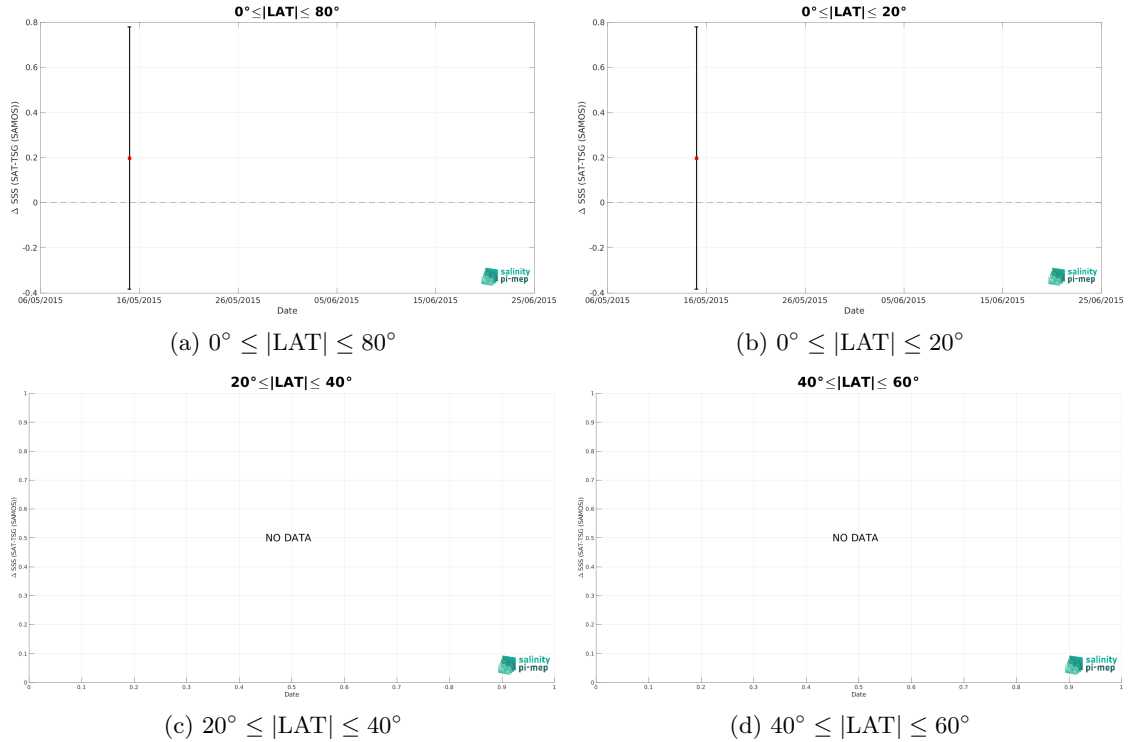 0°≤|LAT|≤ 80°
0.8
0.6
0.4
0.2
0
-0.2
-0.4
Δ SSS (SAT-TSG (SAMOS))
06/05/2015 16/05/2015 26/05/2015 05/06/2015 15/06/2015 25/06/2015
Date
salinity
pi-mep
(a) 0° ≤ |LAT| ≤ 80°
0°≤|LAT|≤ 20°
0.8
0.6
0.4
0.2
0
-0.2
-0.4
Δ SSS (SAT-TSG (SAMOS))
06/05/2015 16/05/2015 26/05/2015 05/06/2015 15/06/2015 25/06/2015
Date
salinity
pi-mep
(b) 0° ≤ |LAT| ≤ 20°
20°≤|LAT|≤ 40°
1
0.9
0.8
0.7
0.6
0.5
0.4
0.3
0.2
0.1
0
Δ SSS (SAT-TSG (SAMOS))
NO DATA
0 0.1 0.2 0.3 0.4 0.5 0.6 0.7 0.8 0.9 1
Date
salinity
pi-mep
(c) 20° ≤ |LAT| ≤ 40°
40°≤|LAT|≤ 60°
1
0.9
0.8
0.7
0.6
0.5
0.4
0.3
0.2
0.1
0
Δ SSS (SAT-TSG (SAMOS))
NO DATA
0 0.1 0.2 0.3 0.4 0.5 0.6 0.7 0.8 0.9 1
Date
salinity
pi-mep
(d) 40° ≤ |LAT| ≤ 60°